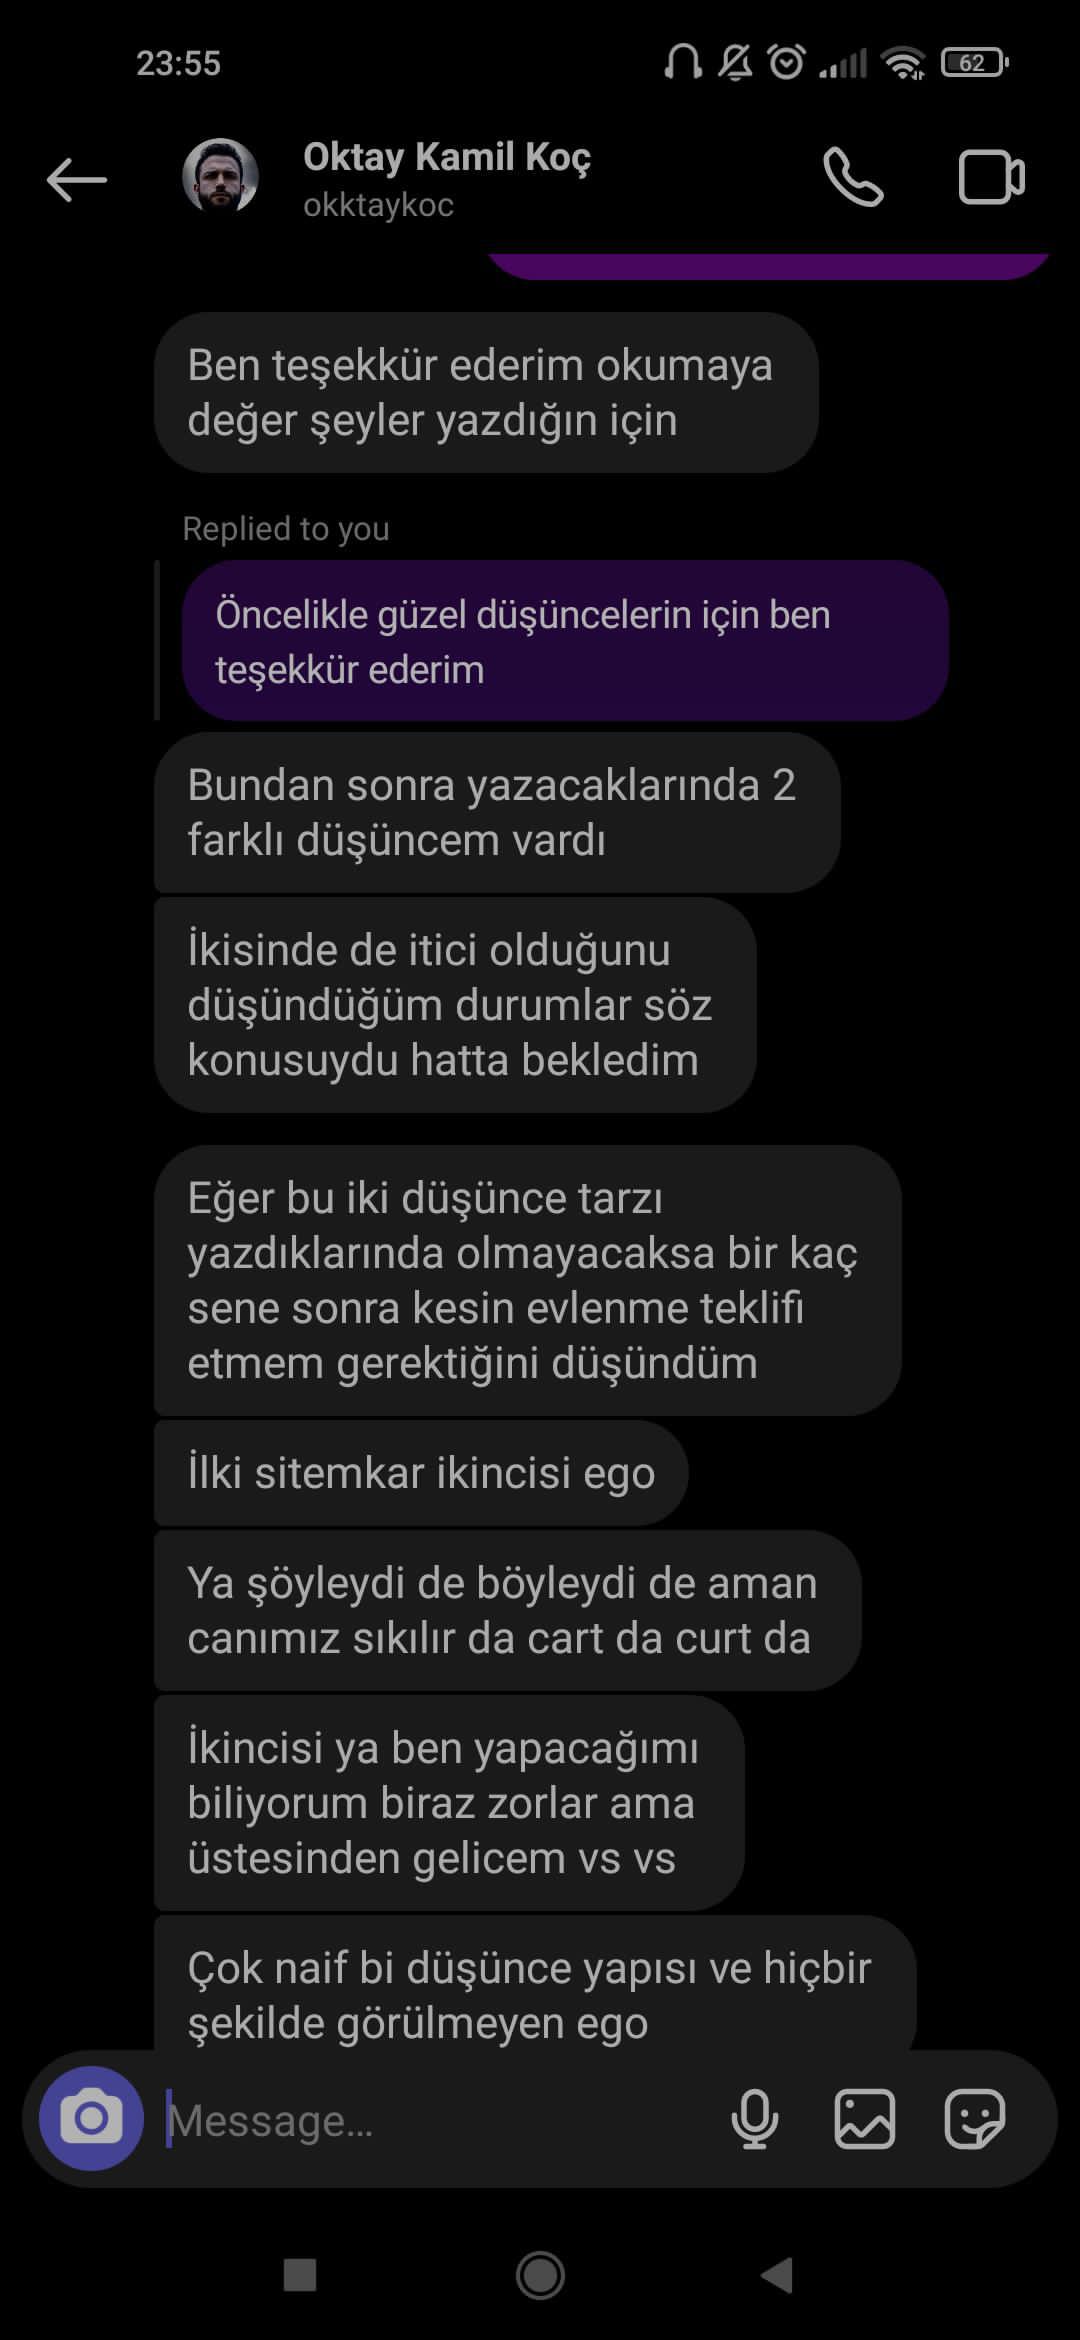 23:55
62
Oktay Kamil Koç
okktaykoc
Ben teşekkür ederim okumaya
değer şeyler yazdığın için
Replied to you
Öncelikle güzel düşüncelerin için ben
teşekkür ederim
Bundan sonra yazacaklarında 2
farklı düşüncem vardı
İkisinde de itici olduğunu
düşündüğüm durumlar söz
konusuydu hatta bekledim
Eğer bu iki düşünce tarzı
yazdıklarında olmayacaksa bir kaç
sene sonra kesin evlenme teklifi
etmem gerektiğini düşündüm
İlki sitemkar ikincisi ego
Ya şöyleydi de böyleydi de aman
canımız sıkılır da cart da curt da
İkincisi ya ben yapacağımı
biliyorum biraz zorlar ama
üstesinden gelicem vs vs
Çok naif bi düşünce yapısı ve hiçbir
şekilde görülmeyen ego
Message...